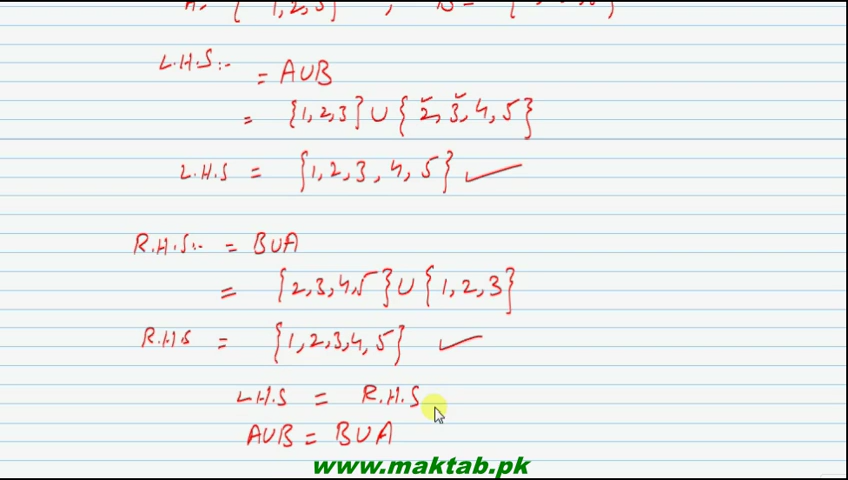 L.H.S:-
= AUB
= {1,2,3} U {2,3,4,5}
L.H.S = {1,2,3,4,5}
R.H.S:- = BUA
= {2,3,4,5} U {1,2,3}
R.H.S = {1,2,3,4,5}
L.H.S = R.H.S
AUB = BUA
www.maktab.pk